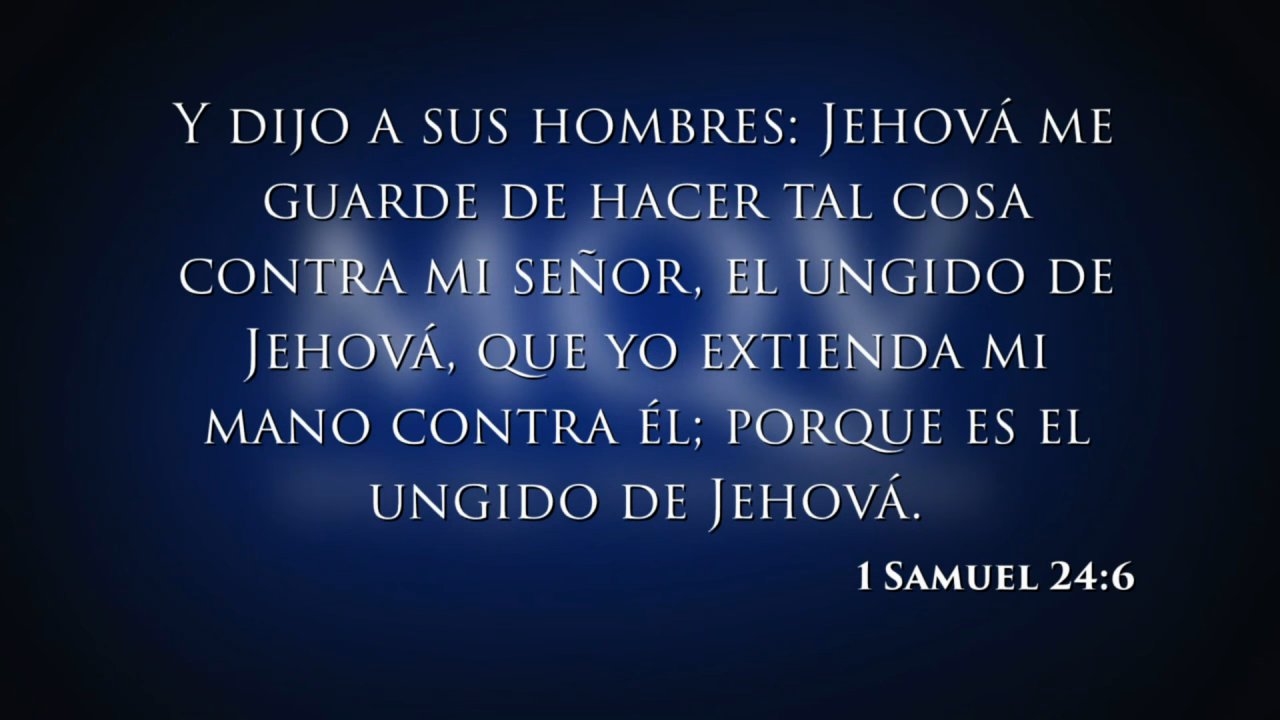 Y dijo a sus hombres: Jehová me
guarde de hacer tal cosa
contra mi señor, el ungido de
Jehová, que yo extienda mi
mano contra él; porque es el
ungido de Jehová.
1 Samuel 24:6